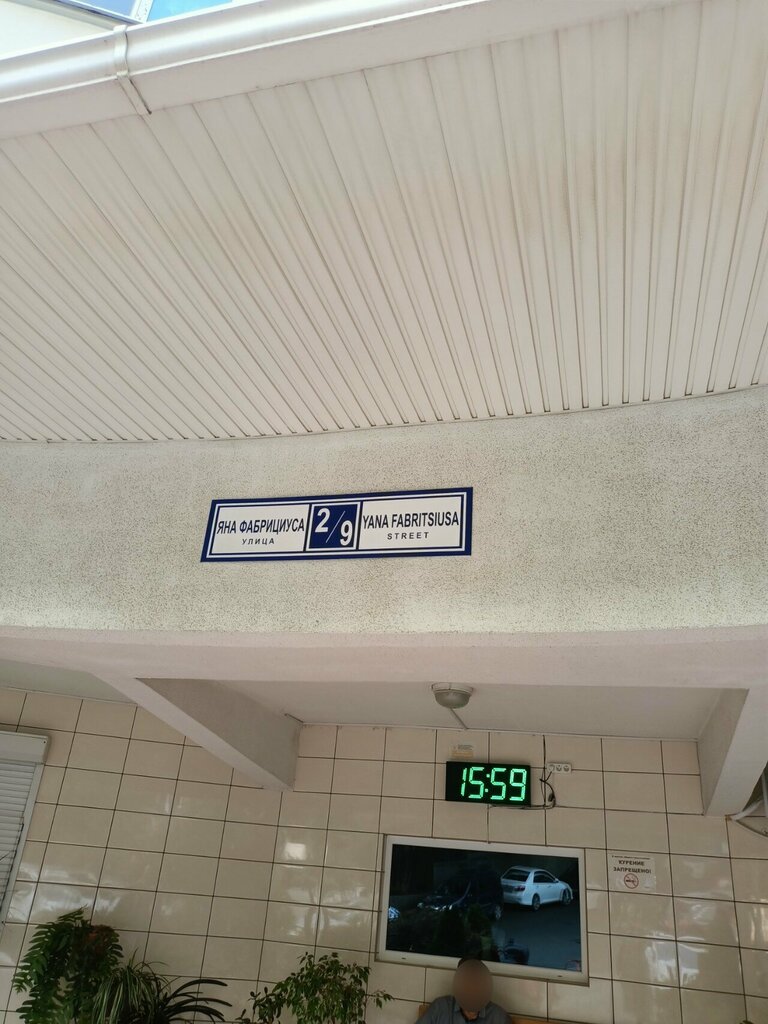 ЯНА ФАБРИЦИУСА
УЛИЦА
2/9
YANA FABRITSIUSA
STREET
15:59
КУРЕНИЕ
ЗАПРЕЩЕНО!